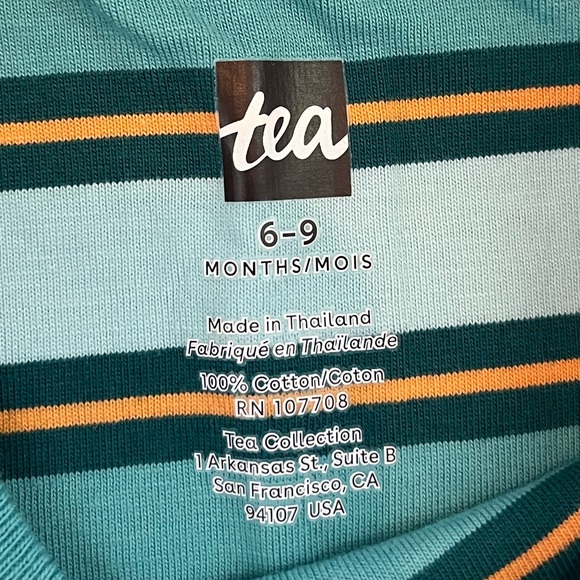 tea
6-9
MONTHS/MOIS
Made in Thailand
Fabriqué en Thaïlande
100% Cotton/Coton
RN 107708
Tea Collection
1 Arkansas St., Suite B
San Francisco, CA
94107 USA